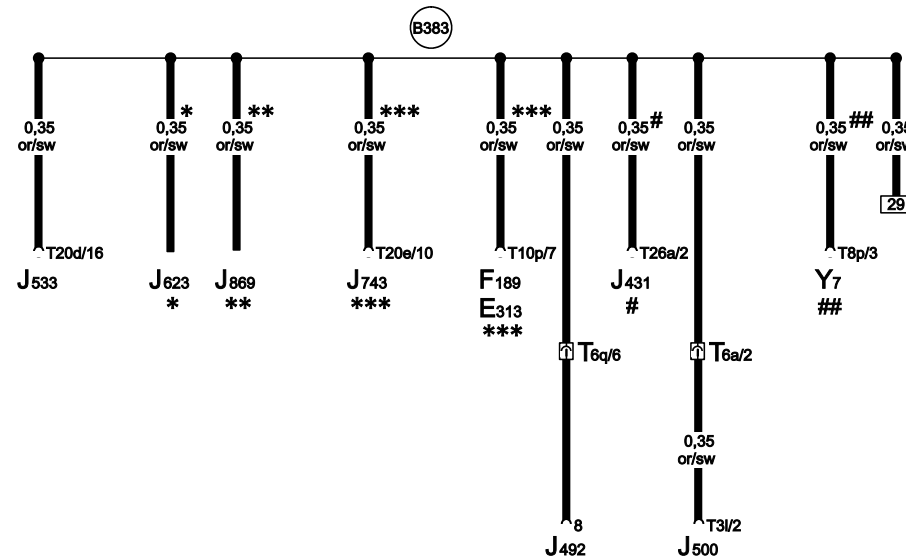 B383
* ** *** *** # ##
0,35 0,35 0,35 0,35 0,35 0,35 0,35 0,35 0,35
or/sw or/sw or/sw or/sw or/sw or/sw or/sw or/sw or/sw
29
T20d/16 T20e/10 T10p/7 T26a/2 T8p/3
J533 J623 J869 J743 F189 J431 Y7
* ** *** E313 # ##
***
T6q/6 T6a/2
0,35
or/sw
8 T3l/2
J492 J500